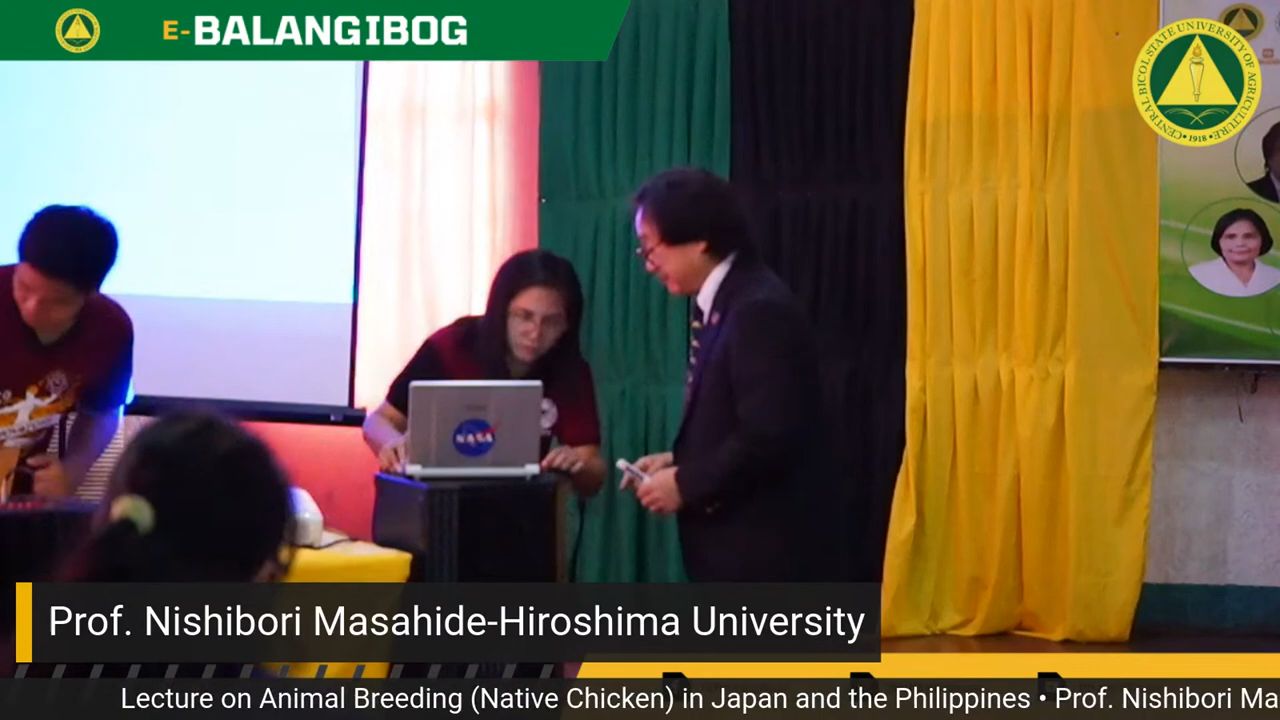 E-BALANGIBOG
CENTRAL BICOL STATE UNIVERSITY OF AGRICULTURE
• 1918 •
NASA
Prof. Nishibori Masahide-Hiroshima University
Lecture on Animal Breeding (Native Chicken) in Japan and the Philippines • Prof. Nishibori Ma